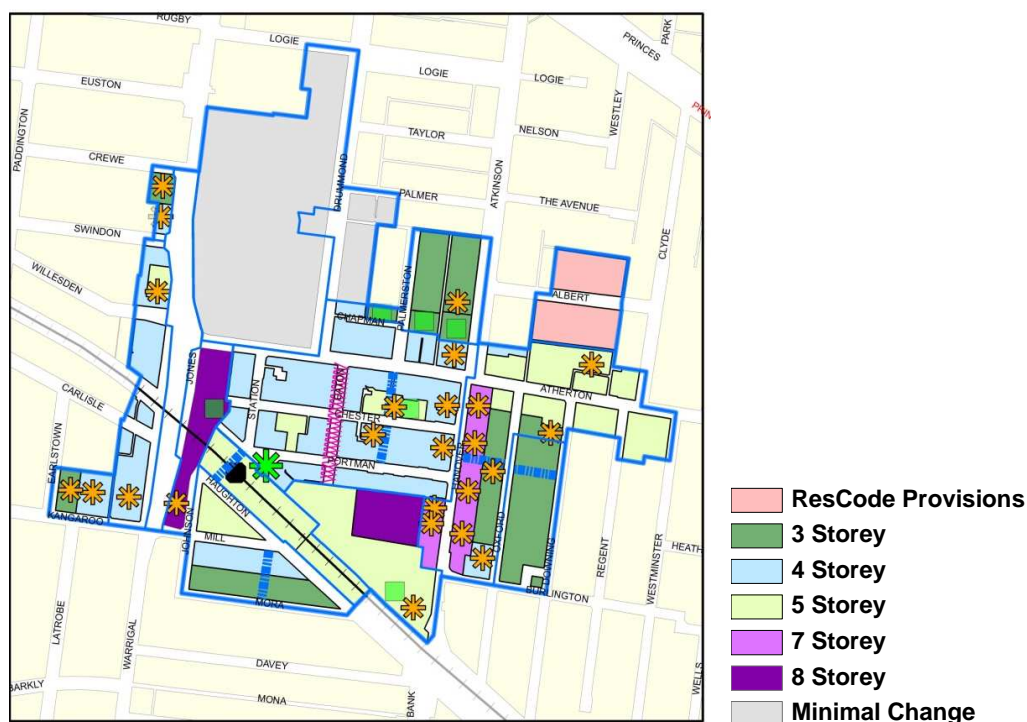 RUGBY
LOGIE
PARK
PRINCES
EUSTON
LOGIE
LOGIE
WESTLEY
PADDINGTON
TAYLOR
NELSON
CREWE
DRUMMOND
ATKINSON
PALMER
THE AVENUE
SWINDON
CLYDE
WILLESDEN
PALMERSTON
ALBERT
CHAPMAN
JONES
CARLISLE
STATION
ATHERTON
CHESTER
EARLSTOWN
HANOVER
KANGAROO
HAUGHTON
JOHNSON
OXFORD
MILL
DOWNING
REGENT
WESTMINSTER
HEATH
BURLINGTON
MORA
LATROBE
WARRIGAL
DAVEY
BARKLY
MONA
BANK
WELLS
ResCode Provisions
3 Storey
4 Storey
5 Storey
7 Storey
8 Storey
Minimal Change